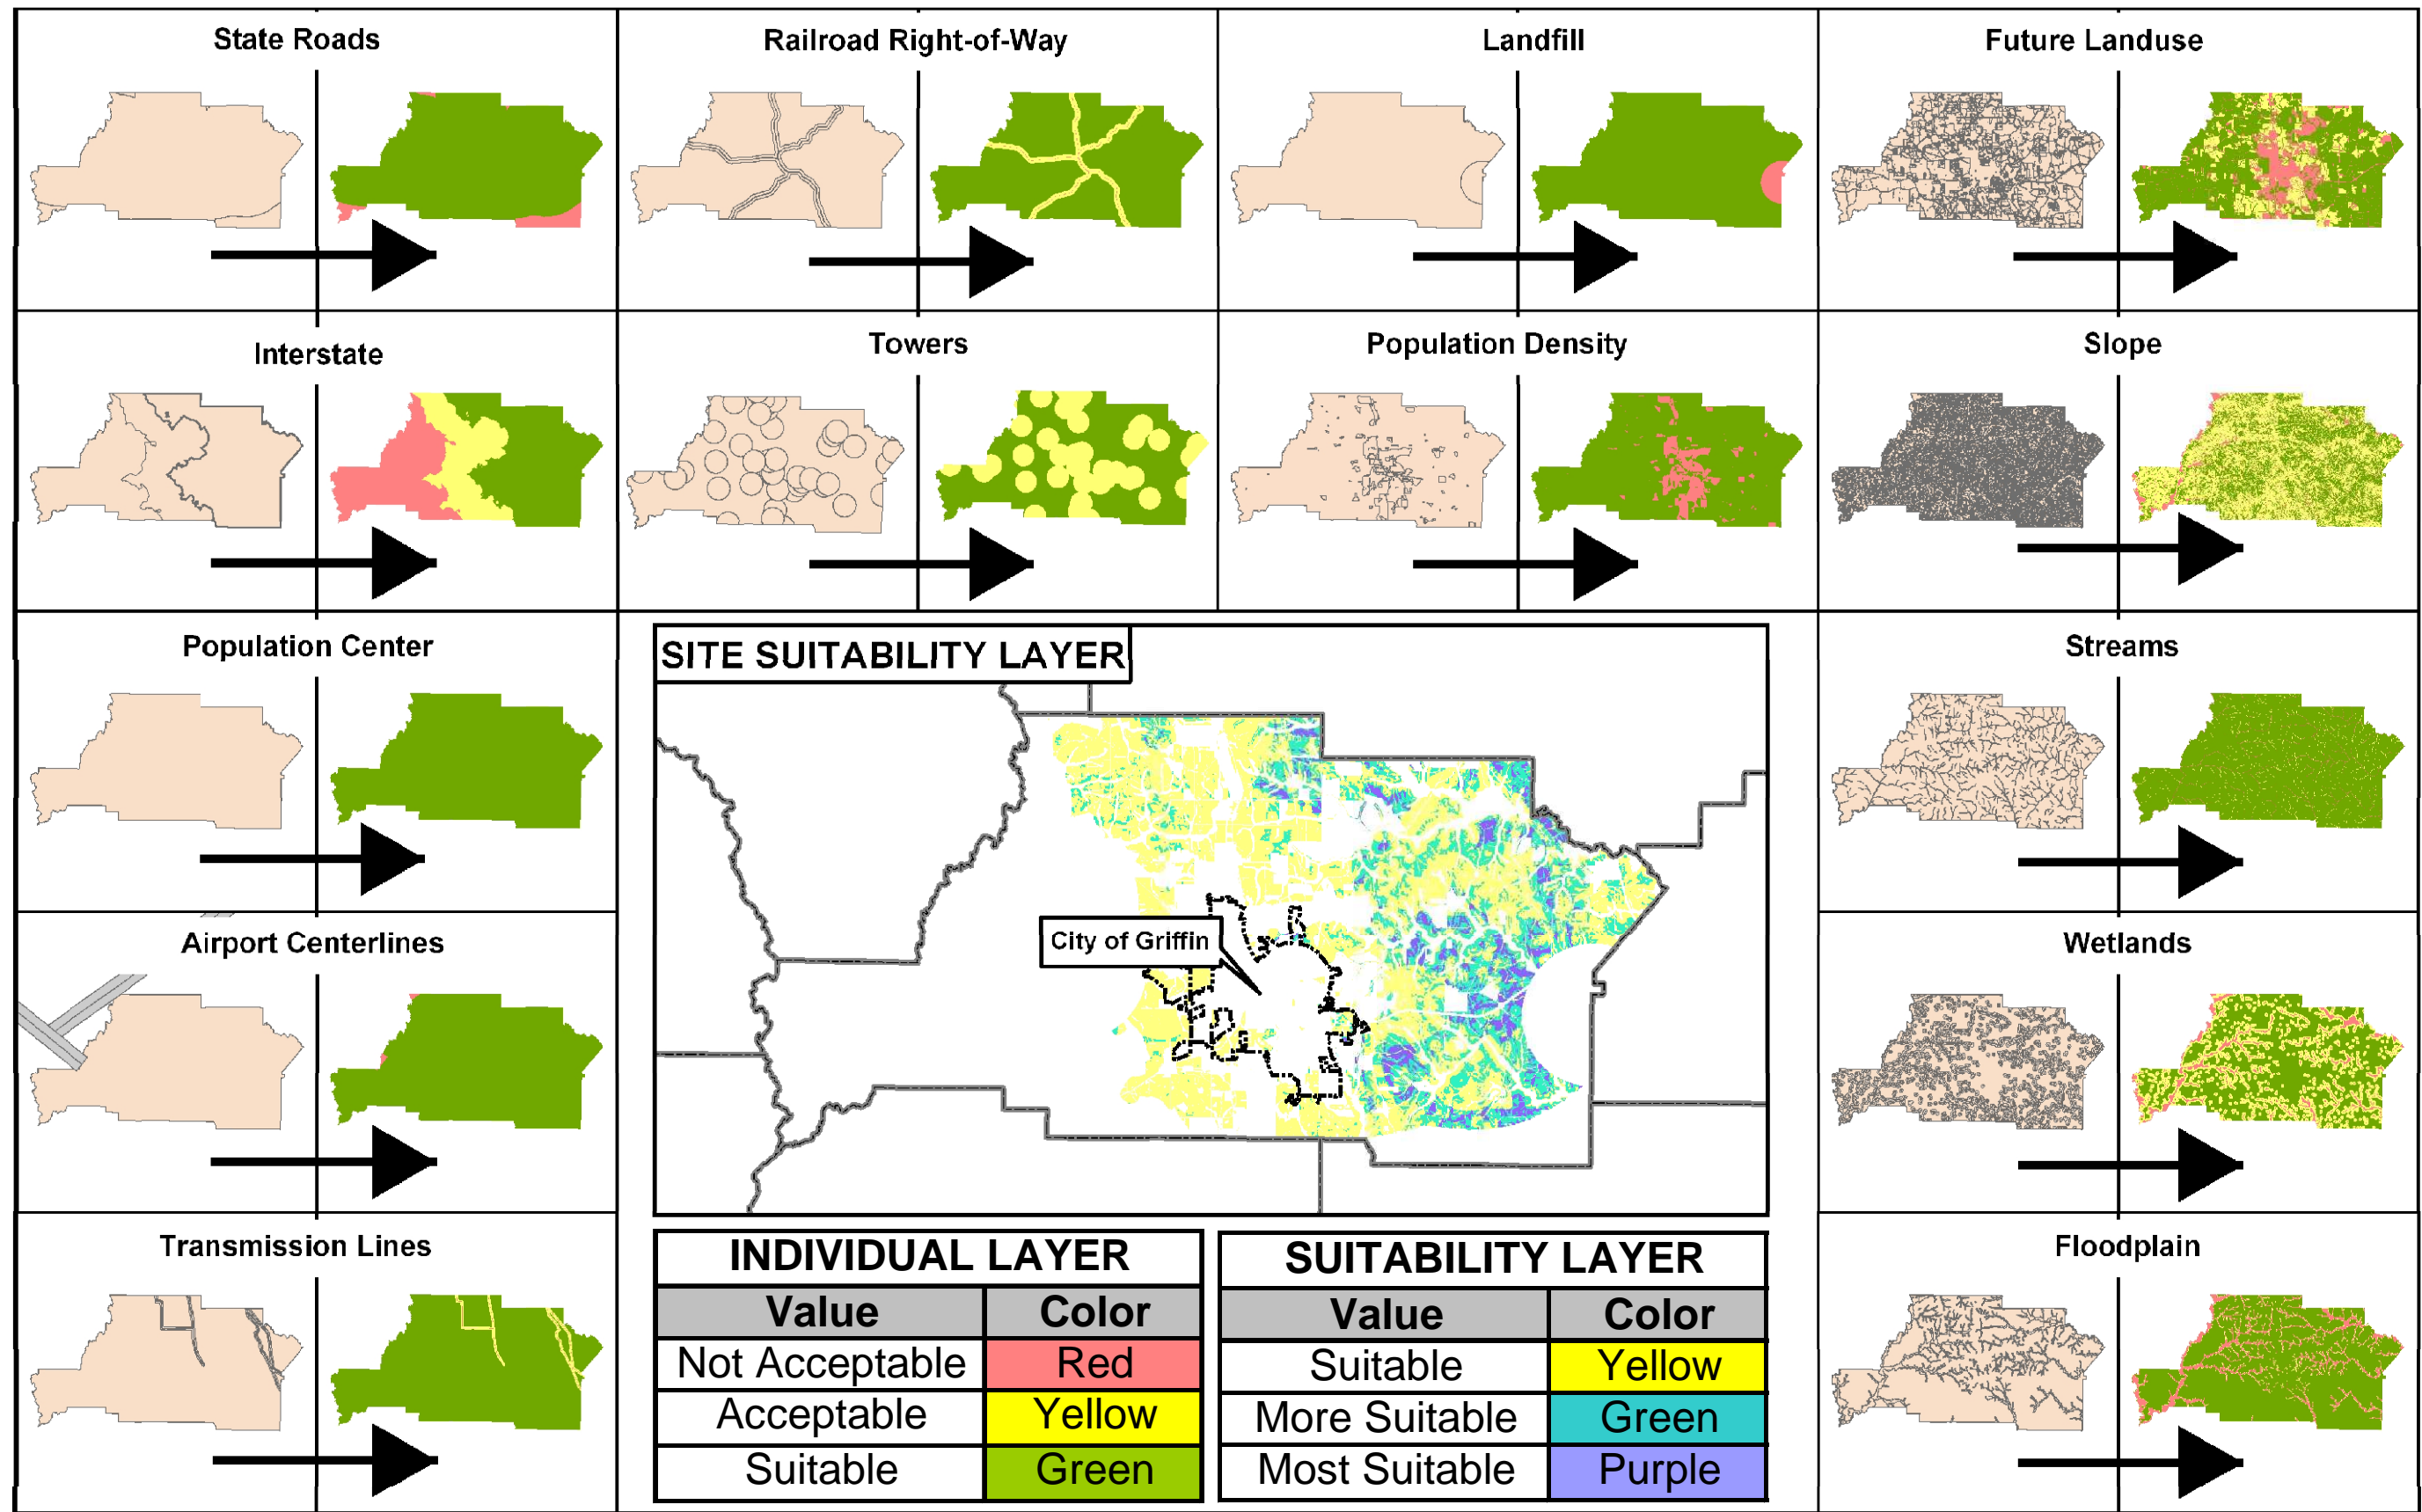 State Roads
Railroad Right-of-Way
Landfill
Future Landuse
Interstate
Towers
Population Density
Slope
Population Center
SITE SUITABILITY LAYER
Streams
City of Griffin
Airport Centerlines
Wetlands
Transmission Lines
Floodplain
INDIVIDUAL LAYER
Value Color
Not Acceptable Red
Acceptable Yellow
Suitable Green
SUITABILITY LAYER
Value Color
Suitable Yellow
More Suitable Green
Most Suitable Purple